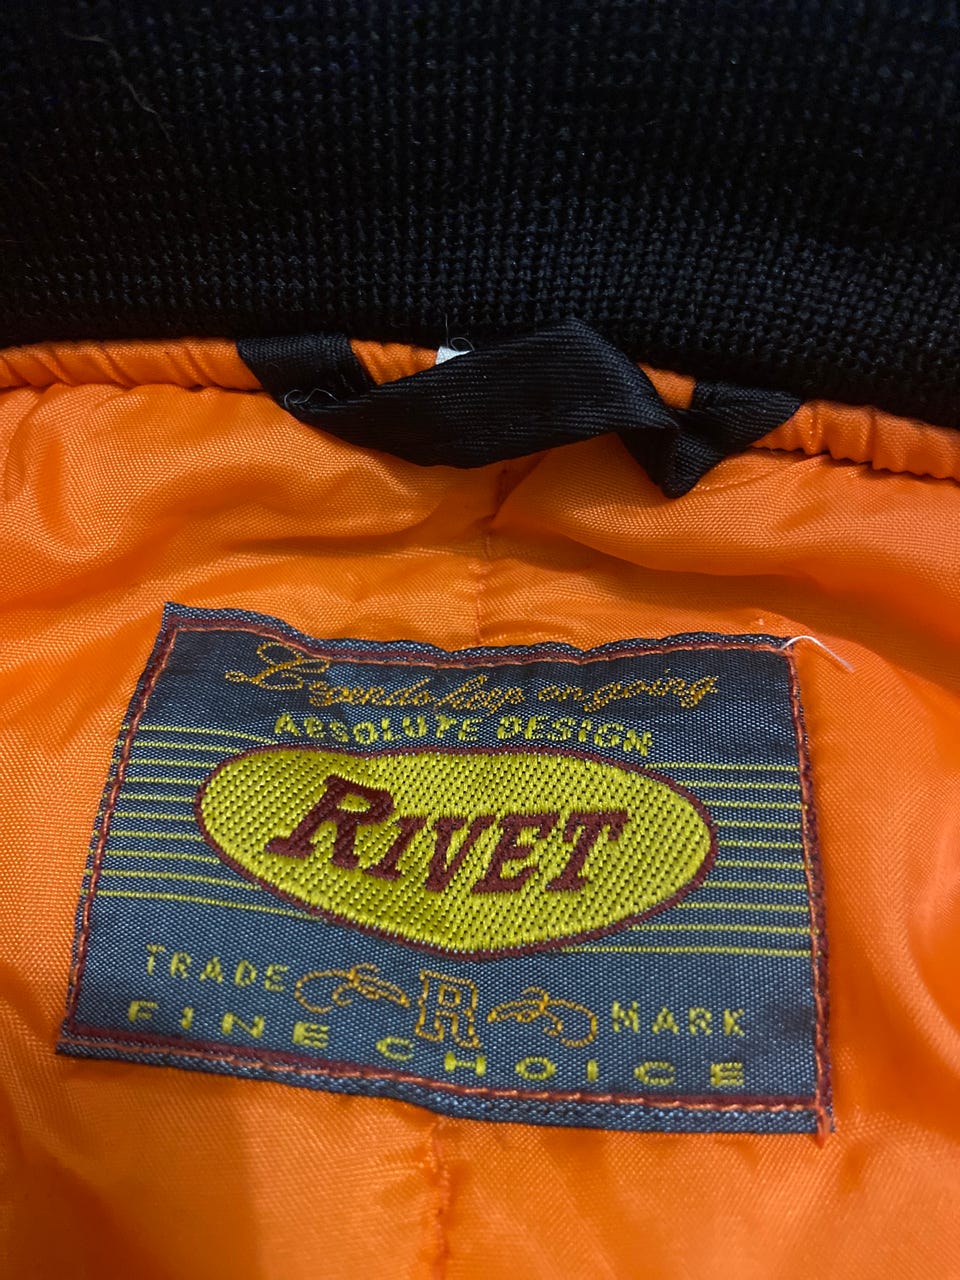 Legends keep on going
ABSOLUTE DESIGN
RIVET
TRADE R MARK
FINE CHOICE